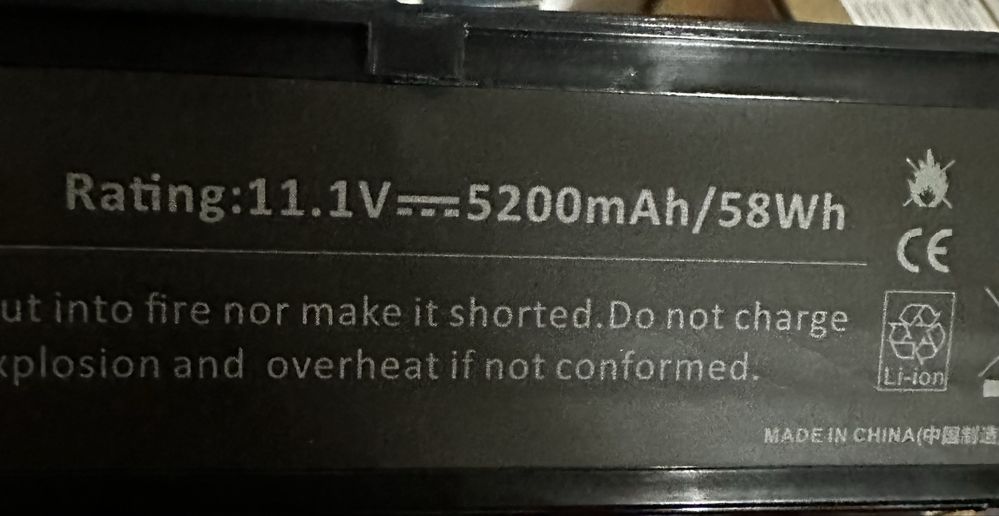 Rating:11.1V⎓5200mAh/58Wh
CE
ut into fire nor make it shorted.Do not charge
xplosion and overheat if not conformed.
Li-ion
MADE IN CHINA(中国制造